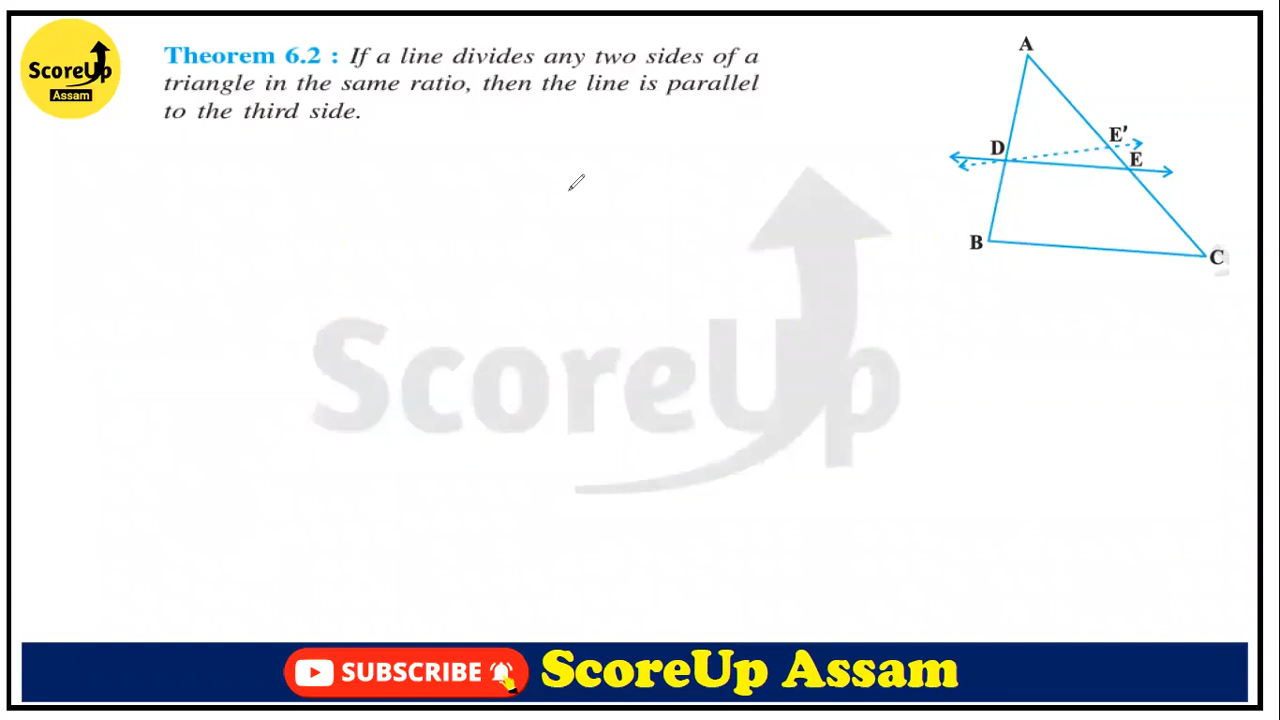 ScoreUp
Assam
Theorem 6.2 : If a line divides any two sides of a
triangle in the same ratio, then the line is parallel
to the third side.
A
E′
D
E
B
C
ScoreUp
SUBSCRIBE
ScoreUp Assam